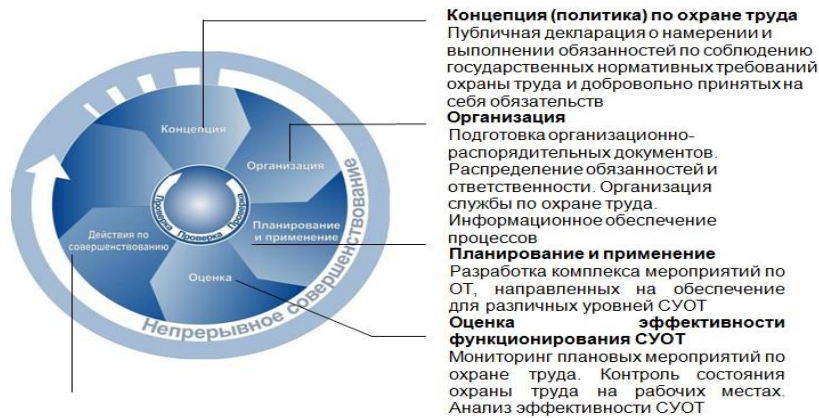 Концепция
Организация
Планирование
и применение
Оценка
Действия по
совершенствованию
Проверка Проверка Проверка
Непрерывное совершенствование
Концепция (политика) по охране труда
Публичная декларация о намерении и
выполнении обязанностей по соблюдению
государственных нормативных требований
охраны труда и добровольно принятых на
себя обязательств
Организация
Подготовка организационно-
распорядительных документов.
Распределение обязанностей и
ответственности. Организация
службы по охране труда.
Информационное обеспечение
процессов
Планирование и применение
Разработка комплекса мероприятий по
ОТ, направленных на обеспечение
для различных уровней СУОТ
Оценка эффективности
функционирования СУОТ
Мониторинг плановых мероприятий по
охране труда. Контроль состояния
охраны труда на рабочих местах.
Анализ эффективности СУОТ